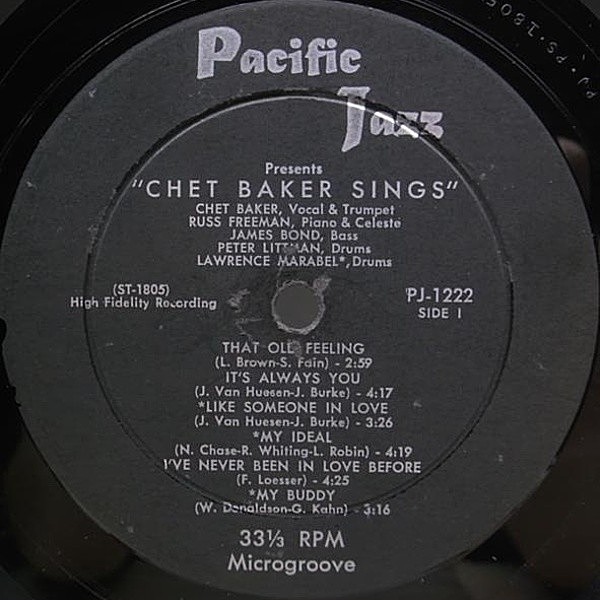 Pacific
Jazz
Presents
"CHET BAKER SINGS"
CHET BAKER, Vocal & Trumpet
RUSS FREEMAN, Piano & Celeste
JAMES BOND, Bass
PETER LITTMAN, Drums
LAWRENCE MARABEL*, Drums
(ST-1805)
High Fidelity Recording
PJ-1222
SIDE 1
THAT OLD FEELING
(L. Brown-S. Fain) - 2:59
IT'S ALWAYS YOU
(J. Van Huesen-J. Burke) - 4:17
*LIKE SOMEONE IN LOVE
(J. Van Huesen-J. Burke) - 3:26
*MY IDEAL
(N. Chase-R. Whiting-L. Robin) - 4:19
I'VE NEVER BEEN IN LOVE BEFORE
(F. Loesser) - 4:25
*MY BUDDY
(W. Donaldson-G. Kahn) - 3:16
33⅓ RPM
Microgroove